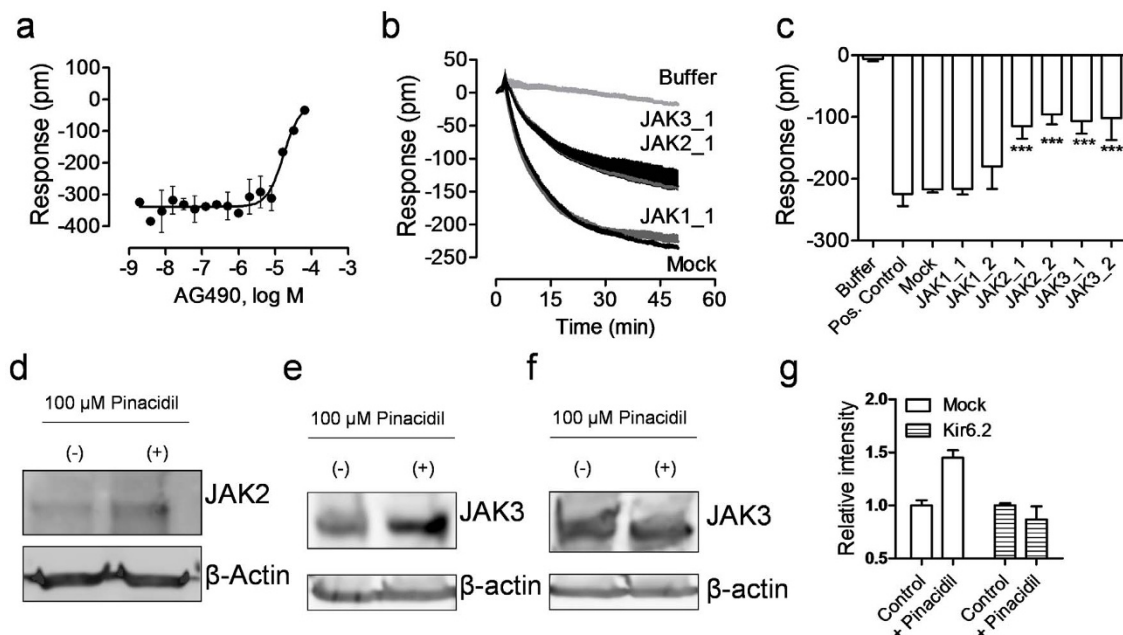 a
Response (pm)
100
0
-100
-200
-300
-400
-9 -8 -7 -6 -5 -4 -3
AG490, log M
b
Response (pm)
50
25
0
-50
-100
-150
-200
-250
Buffer
JAK3_1
JAK2_1
JAK1_1
Mock
0 15 30 45 60
Time (min)
c
Response (pm)
0
-100
-200
-300
*** *** *** ***
Buffer
Pos. Control
Mock
JAK1_1
JAK1_2
JAK2_1
JAK2_2
JAK3_1
JAK3_2
d
100 µM Pinacidil
(-) (+)
JAK2
β-Actin
e
100 µM Pinacidil
(-) (+)
JAK3
β-actin
f
100 µM Pinacidil
(-) (+)
JAK3
β-actin
g
Relative intensity
2.0
1.5
1.0
0.5
Mock
Kir6.2
Control
+ Pinacidil
Control
+ Pinacidil